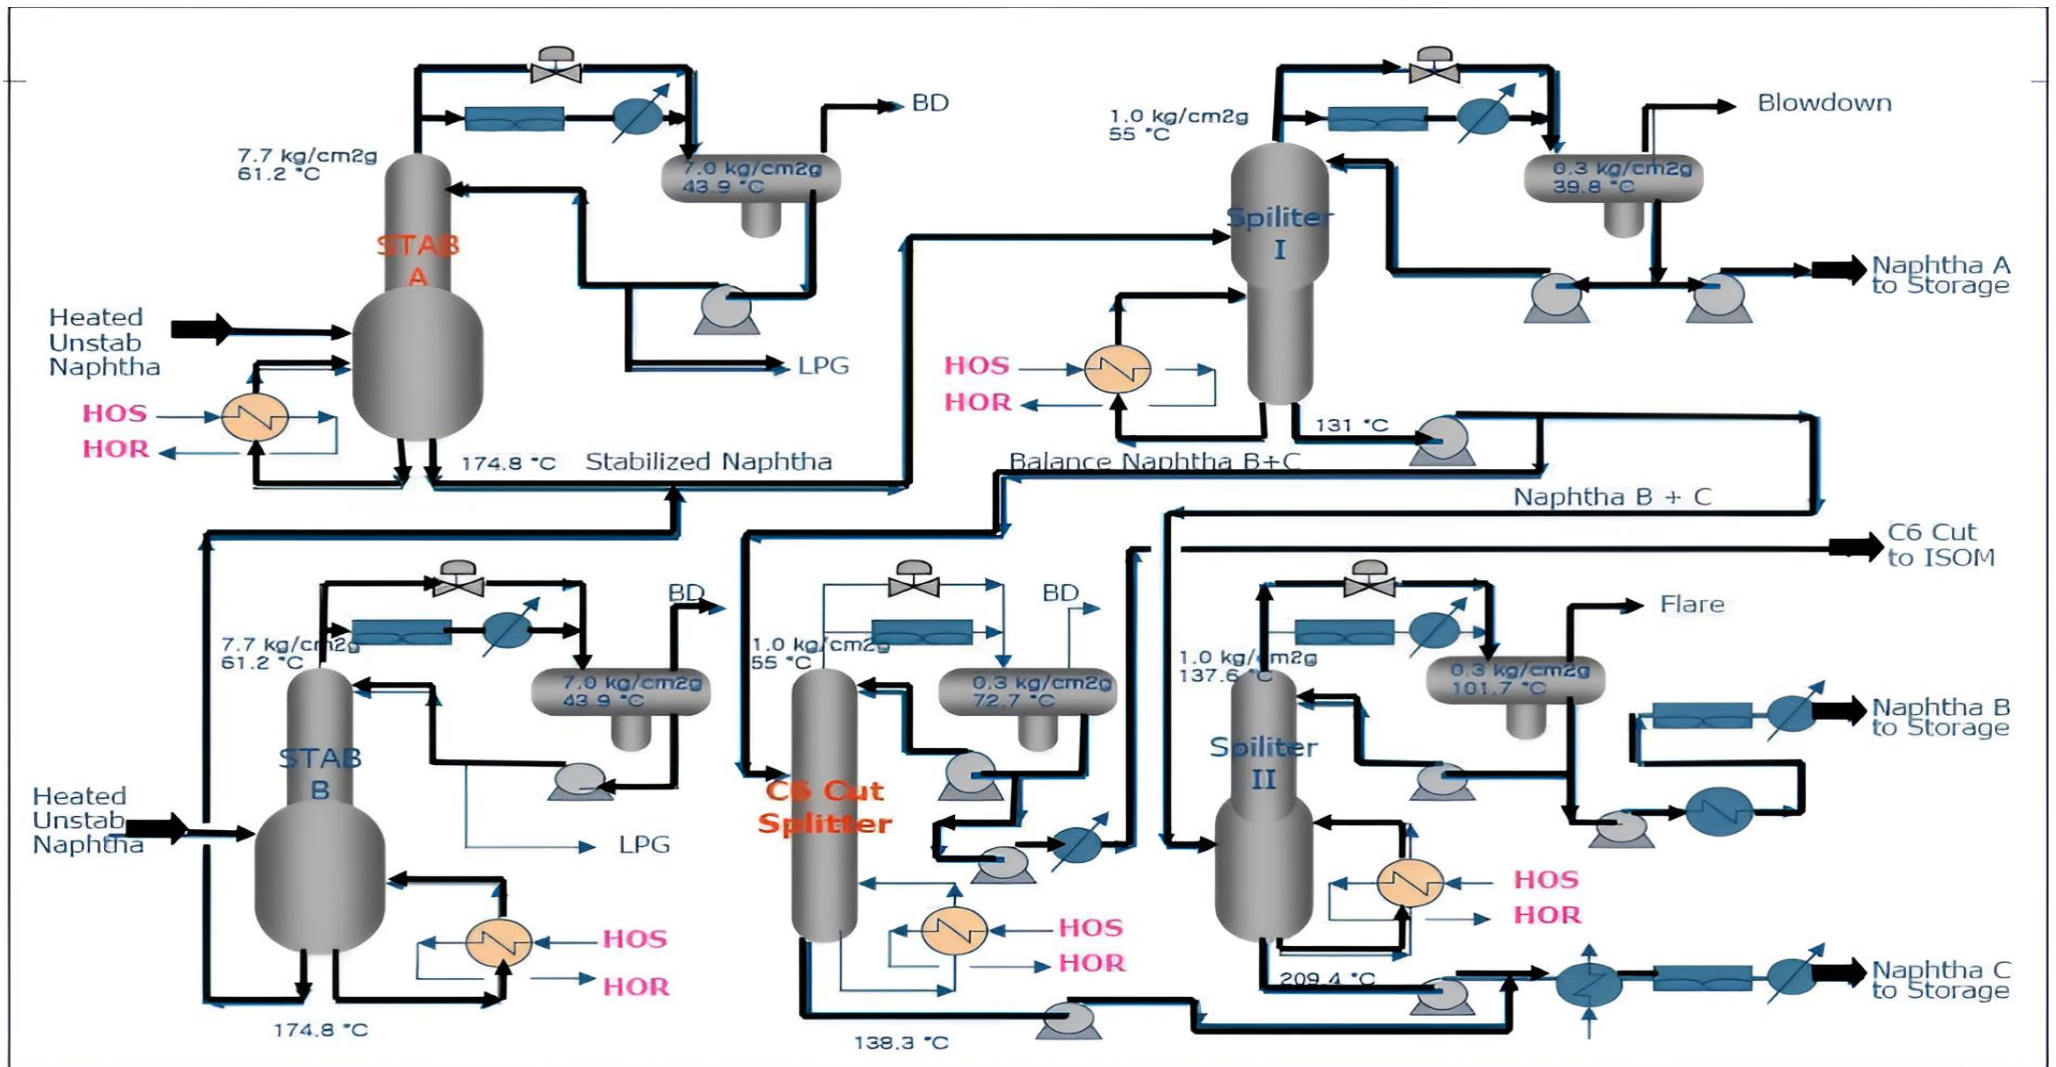 BD
Blowdown
1.0 kg/cm2g
55 °C
7.7 kg/cm2g
61.2 °C
7.0 kg/cm2g
43.9 °C
0.3 kg/cm2g
39.8 °C
STAB
A
Spiliter
I
Naphtha A
to Storage
Heated
Unstab
Naphtha
LPG
HOS
HOR
HOS
HOR
131 °C
174.8 °C
Stabilized Naphtha
Balance Naphtha B+C
Naphtha B + C
C6 Cut
to ISOM
BD
BD
Flare
7.7 kg/cm2g
61.2 °C
1.0 kg/cm2g
55 °C
1.0 kg/cm2g
137.6 °C
7.0 kg/cm2g
43.9 °C
0.3 kg/cm2g
72.7 °C
0.3 kg/cm2g
101.7 °C
Naphtha B
to Storage
STAB
B
Spiliter
II
C6 Cut
Splitter
Heated
Unstab
Naphtha
LPG
HOS
HOR
HOS
HOR
HOS
HOR
209.4 °C
Naphtha C
to Storage
174.8 °C
138.3 °C